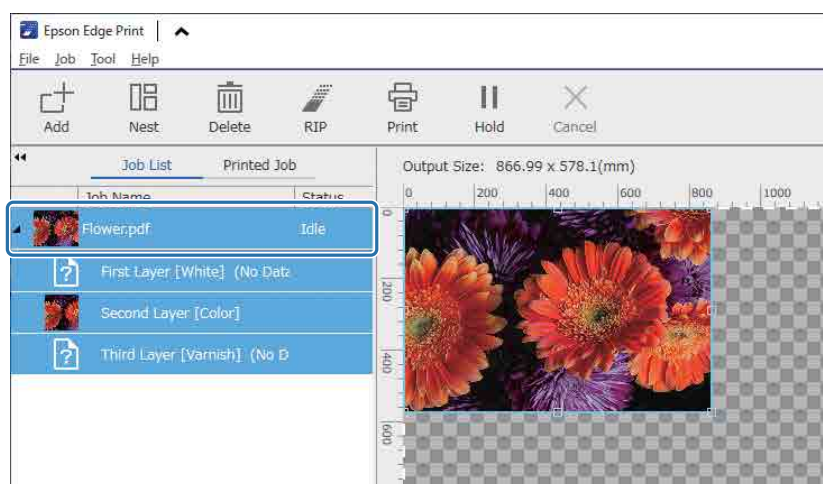 Epson Edge Print
File Job Tool Help
Add Nest Delete RIP Print Hold Cancel
Job List Printed Job
Output Size: 866.99 x 578.1(mm)
Job Name Status
0 200 400 600 800 1000
Flower.pdf Idle
First Layer [White] (No Data
Second Layer [Color]
Third Layer [Varnish] (No D
0
200
400
600